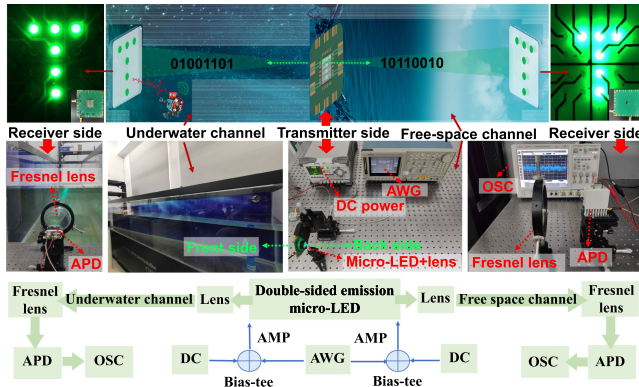 01001101
10110010
Receiver side
Underwater channel
Transmitter side
Free-space channel
Receiver side
Fresnel lens
APD
Front side
DC power
AWG
Back side
Micro-LED+lens
OSC
Fresnel lens
APD
Fresnel
lens
Underwater channel
Lens
Double-sided emission
micro-LED
Lens
Free space channel
Fresnel
lens
AMP
AMP
APD
OSC
DC
AWG
DC
OSC
APD
Bias-tee
Bias-tee